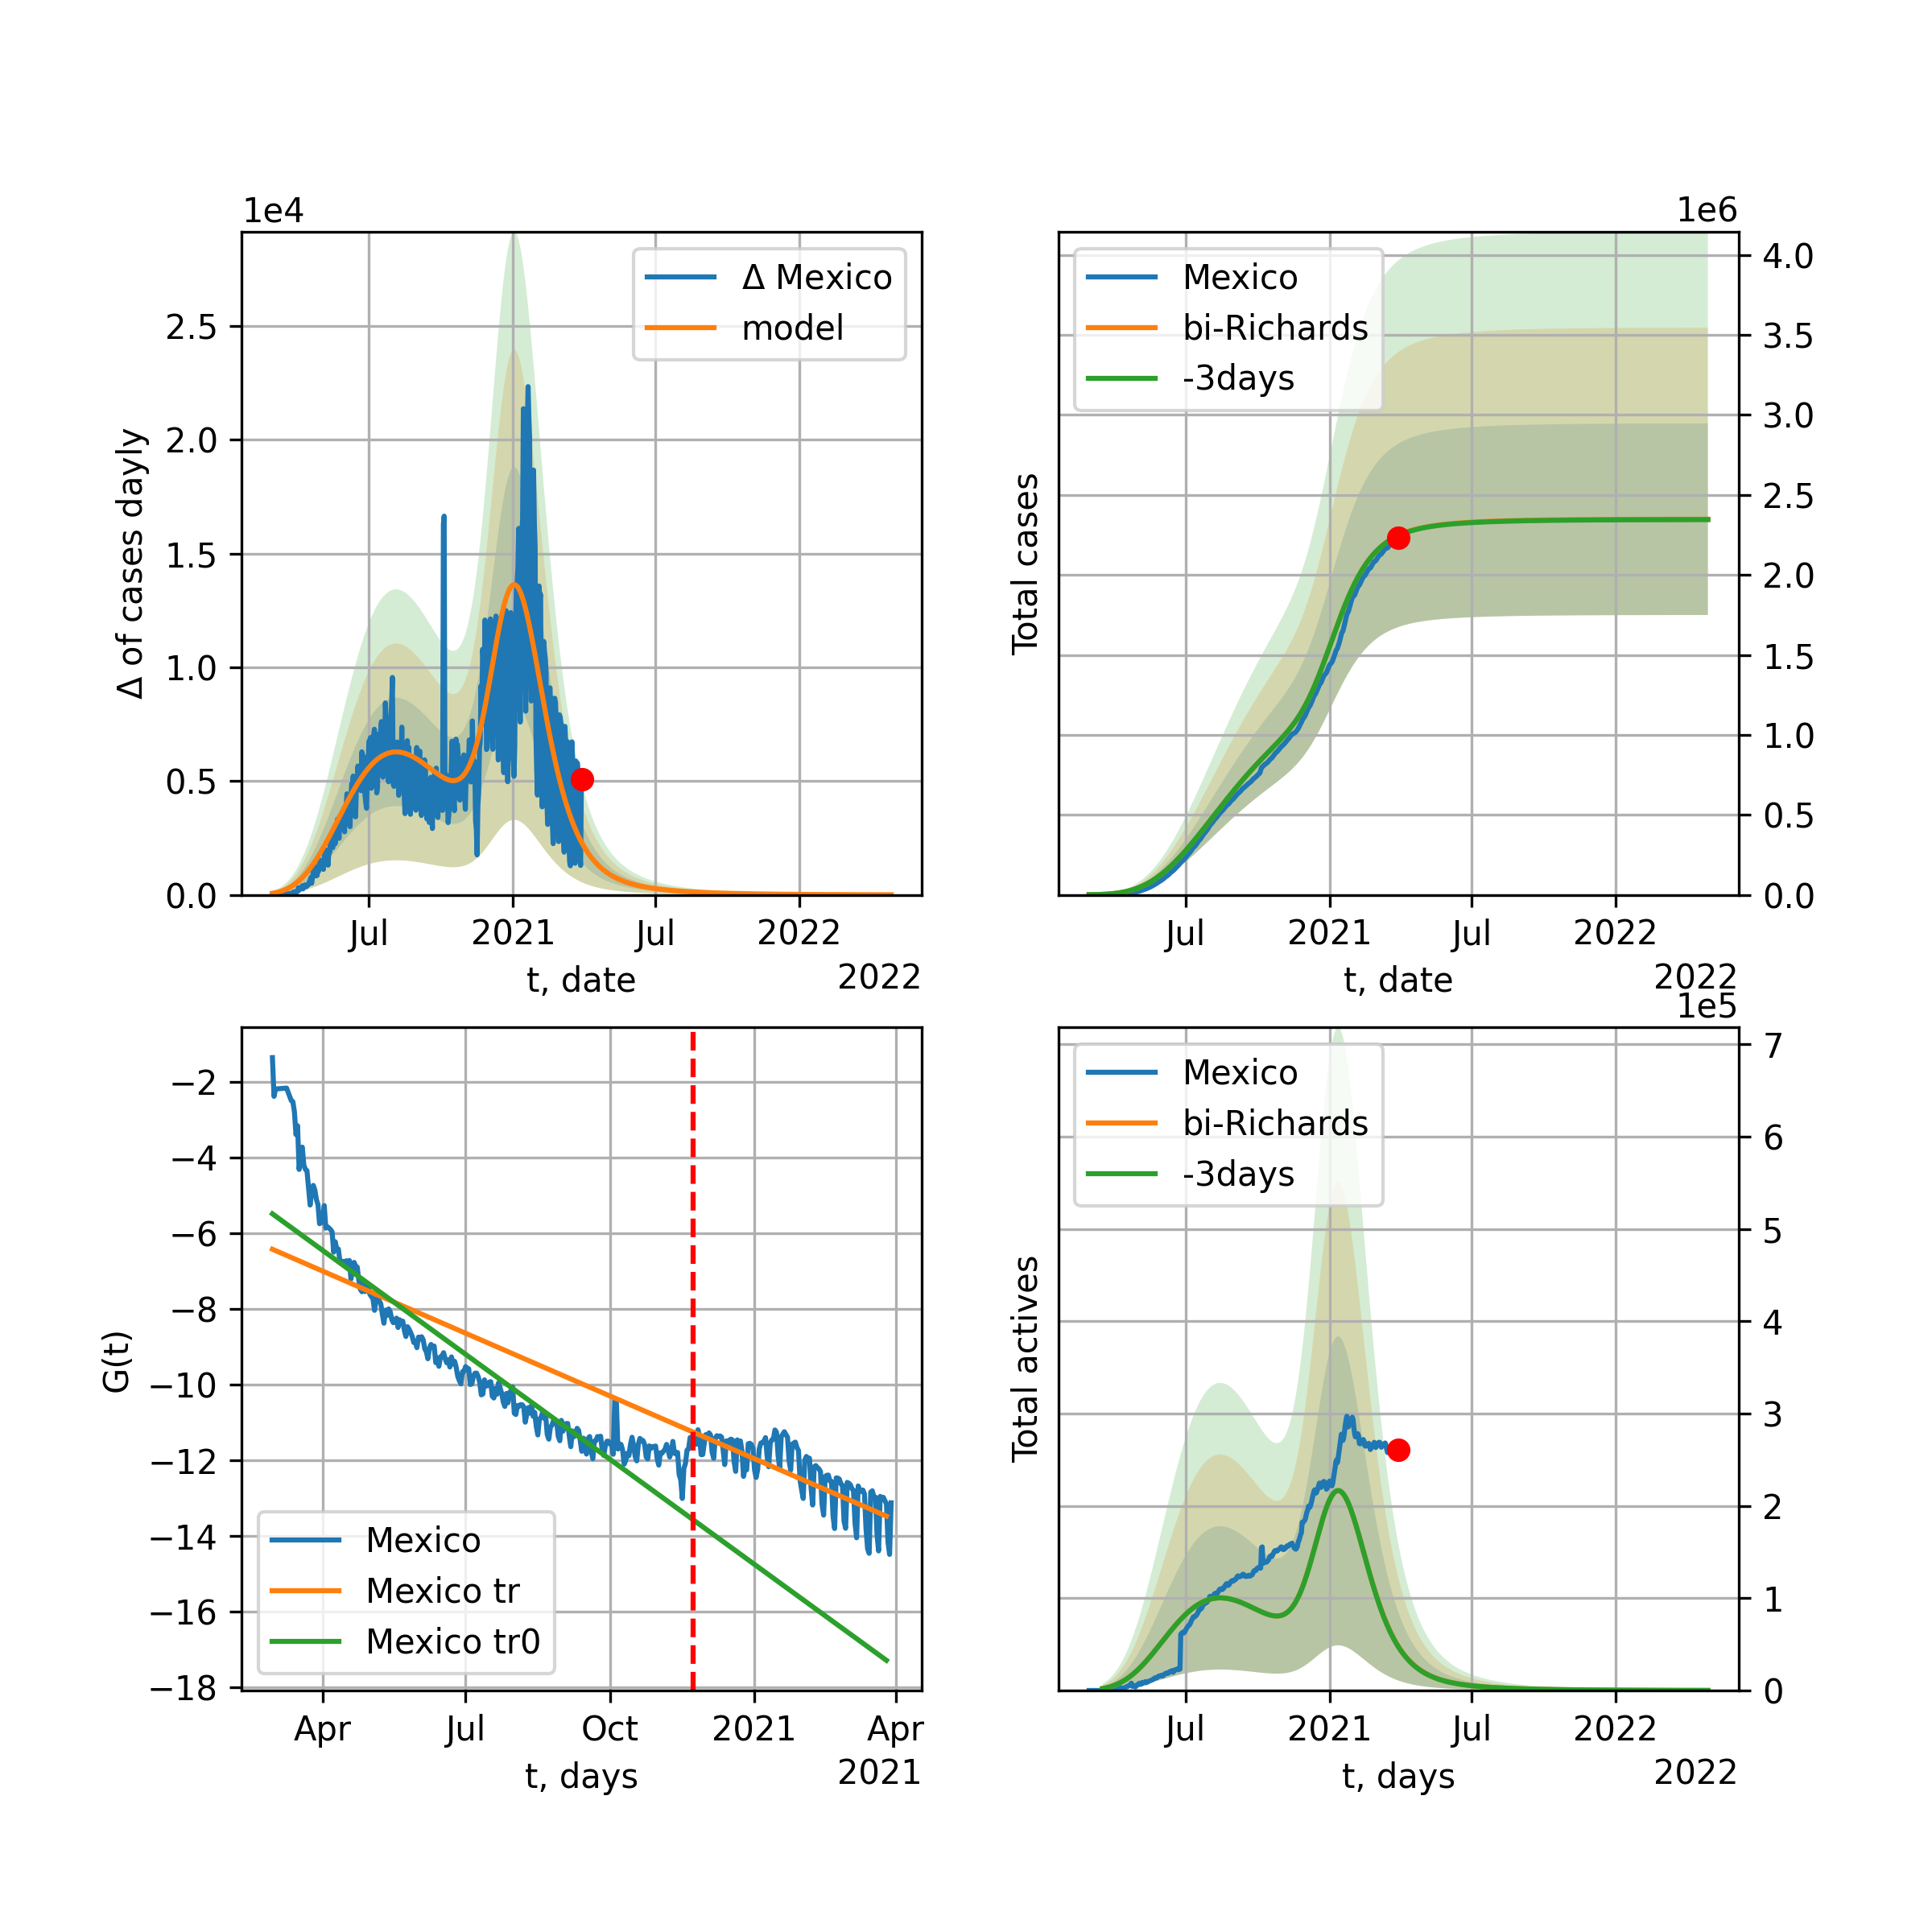 1e4
Δ of cases dayly
2.5
2.0
1.5
1.0
0.5
0.0
Δ Mexico
model
Jul
2021
Jul
2022
t, date
2022
1e6
Total cases
Mexico
bi-Richards
-3days
4.0
3.5
3.0
2.5
2.0
1.5
1.0
0.5
0.0
Jul
2021
Jul
2022
t, date
2022
G(t)
−2
−4
−6
−8
−10
−12
−14
−16
−18
Mexico
Mexico tr
Mexico tr0
Apr
Jul
Oct
2021
Apr
t, days
2021
1e5
Total actives
Mexico
bi-Richards
-3days
7
6
5
4
3
2
1
0
Jul
2021
Jul
2022
t, days
2022